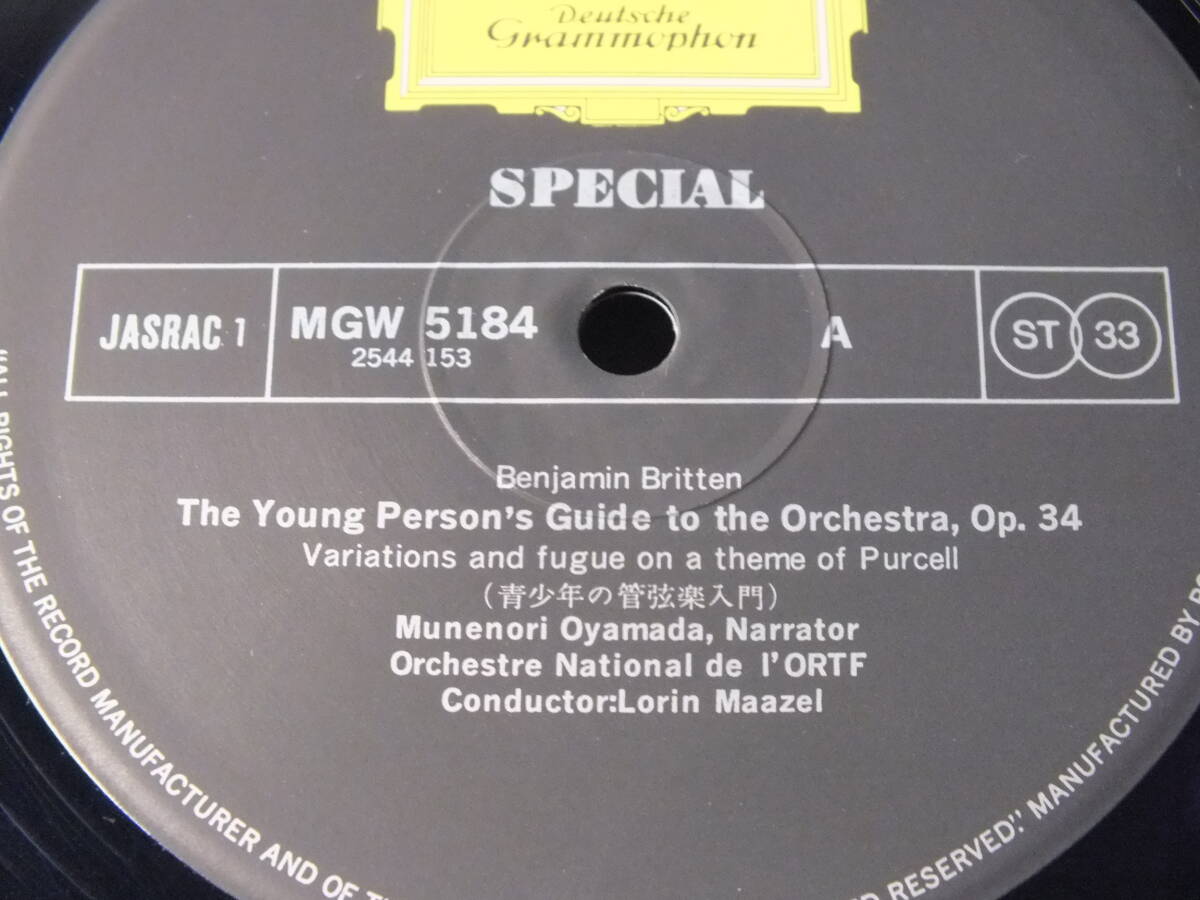 Deutsche
Grammophon
SPECIAL
JASRAC 1
MGW 5184
2544 153
A
ST 33
Benjamin Britten
The Young Person's Guide to the Orchestra, Op. 34
Variations and fugue on a theme of Purcell
(青少年の管弦楽入門)
Munenori Oyamada, Narrator
Orchestre National de l'ORTF
Conductor:Lorin Maazel
"ALL RIGHTS OF THE RECORD MANUFACTURER AND OF
RESERVED." MANUFACTURED BY